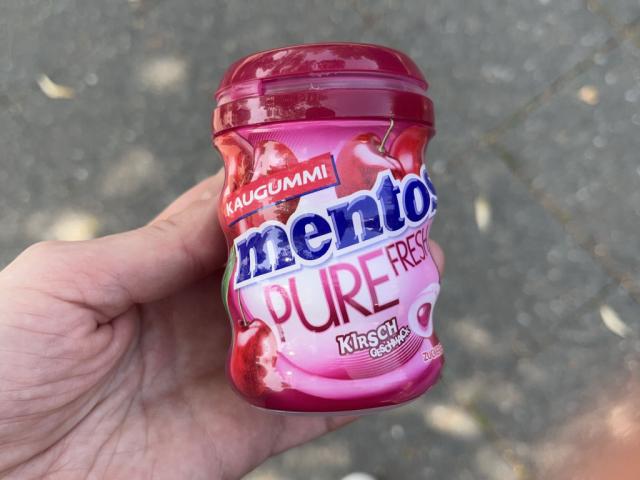 KAUGUMMI
mentos
PURE
FRESH
KIRSCH
GESCHMACK